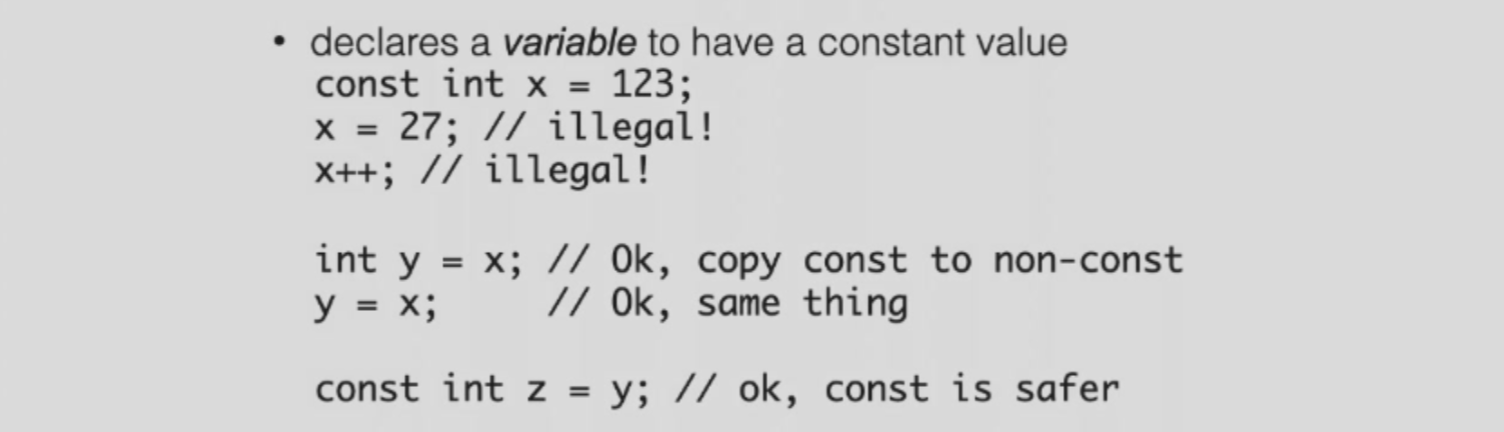 • declares a variable to have a constant value
const int x = 123;
x = 27; // illegal!
x++; // illegal!
int y = x; // Ok, copy const to non-const
y = x;     // Ok, same thing
const int z = y; // ok, const is safer